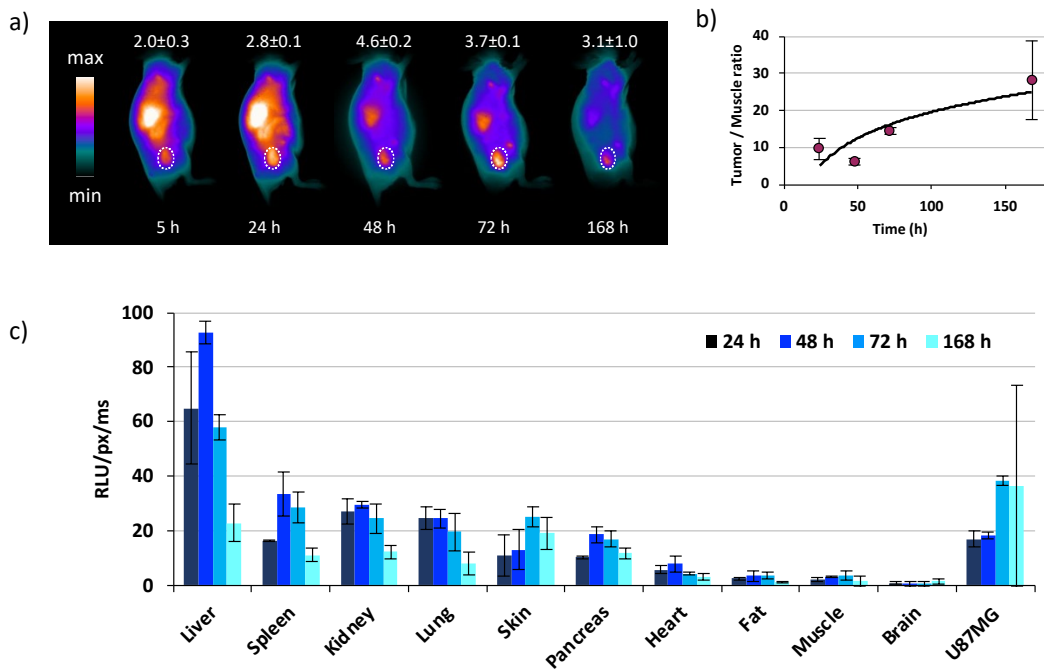 a)
2.0±0.3 2.8±0.1 4.6±0.2 3.7±0.1 3.1±1.0
max
min
5 h 24 h 48 h 72 h 168 h
b)
Tumor / Muscle ratio
40
30
20
10
0
0 50 100 150
Time (h)
c)
RLU/px/ms
100
80
60
40
20
0
24 h 48 h 72 h 168 h
Liver Spleen Kidney Lung Skin Pancreas Heart Fat Muscle Brain U87MG